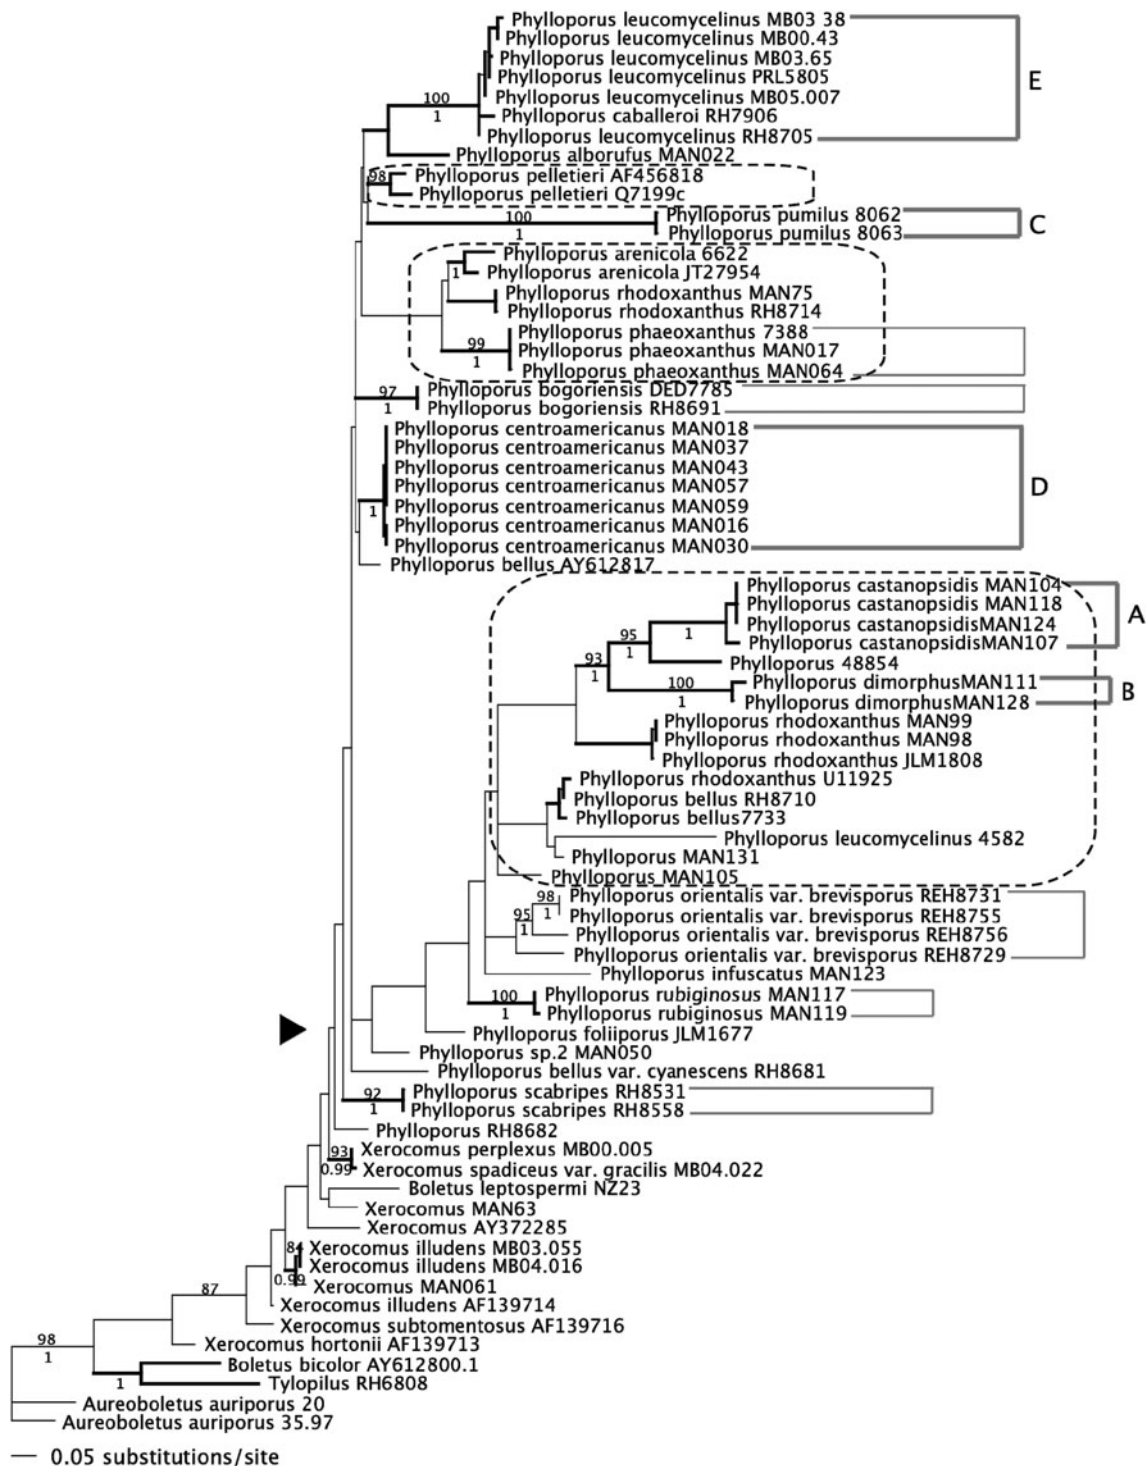 Phylloporus leucomycelinus MB03 38
Phylloporus leucomycelinus MB00.43
Phylloporus leucomycelinus MB03.65
Phylloporus leucomycelinus PRL5805
E
100
Phylloporus leucomycelinus MB05.007
1
Phylloporus caballeroi RH7906
Phylloporus leucomycelinus RH8705
Phylloporus alborufus MAN022
98
Phylloporus pelletieri AF456818
Phylloporus pelletieri Q7199c
100
Phylloporus pumilus 8062
1
Phylloporus pumilus 8063
C
Phylloporus arenicola 6622
1
Phylloporus arenicola JT27954
Phylloporus rhodoxanthus MAN75
Phylloporus rhodoxanthus RH8714
Phylloporus phaeoxanthus 7388
99
Phylloporus phaeoxanthus MAN017
1
Phylloporus phaeoxanthus MAN064
97
Phylloporus bogoriensis DED7785
1
Phylloporus bogoriensis RH8691
Phylloporus centroamericanus MAN018
Phylloporus centroamericanus MAN037
Phylloporus centroamericanus MAN043
Phylloporus centroamericanus MAN057
D
1
Phylloporus centroamericanus MAN059
Phylloporus centroamericanus MAN016
Phylloporus centroamericanus MAN030
Phylloporus bellus AY612817
Phylloporus castanopsidis MAN104
Phylloporus castanopsidis MAN118
A
1
Phylloporus castanopsidisMAN124
95
1
Phylloporus castanopsidisMAN107
93
1
Phylloporus 48854
100
Phylloporus dimorphusMAN111
B
1
Phylloporus dimorphusMAN128
Phylloporus rhodoxanthus MAN99
Phylloporus rhodoxanthus MAN98
Phylloporus rhodoxanthus JLM1808
Phylloporus rhodoxanthus U11925
Phylloporus bellus RH8710
Phylloporus bellus7733
Phylloporus leucomycelinus 4582
Phylloporus MAN131
Phylloporus MAN105
98
Phylloporus orientalis var. brevisporus REH8731
95
1
Phylloporus orientalis var. brevisporus REH8755
1
Phylloporus orientalis var. brevisporus REH8756
Phylloporus orientalis var. brevisporus REH8729
Phylloporus infuscatus MAN123
100
Phylloporus rubiginosus MAN117
1
Phylloporus rubiginosus MAN119
Phylloporus foliiporus JLM1677
Phylloporus sp.2 MAN050
Phylloporus bellus var. cyanescens RH8681
92
Phylloporus scabripes RH8531
1
Phylloporus scabripes RH8558
Phylloporus RH8682
93
Xerocomus perplexus MB00.005
0.99
Xerocomus spadiceus var. gracilis MB04.022
Boletus leptospermi NZ23
Xerocomus MAN63
Xerocomus AY372285
84
Xerocomus illudens MB03.055
Xerocomus illudens MB04.016
0.99
Xerocomus MAN061
87
Xerocomus illudens AF139714
Xerocomus subtomentosus AF139716
98
Xerocomus hortonii AF139713
1
Boletus bicolor AY612800.1
1
Tylopilus RH6808
Aureoboletus auriporus 20
Aureoboletus auriporus 35.97
0.05 substitutions/site